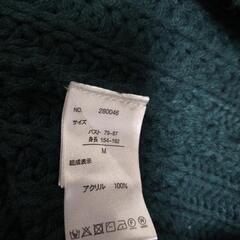 NO. 280046
サイズ
バスト 79-87
身長 154-162
M
組成表示
アクリル 100%